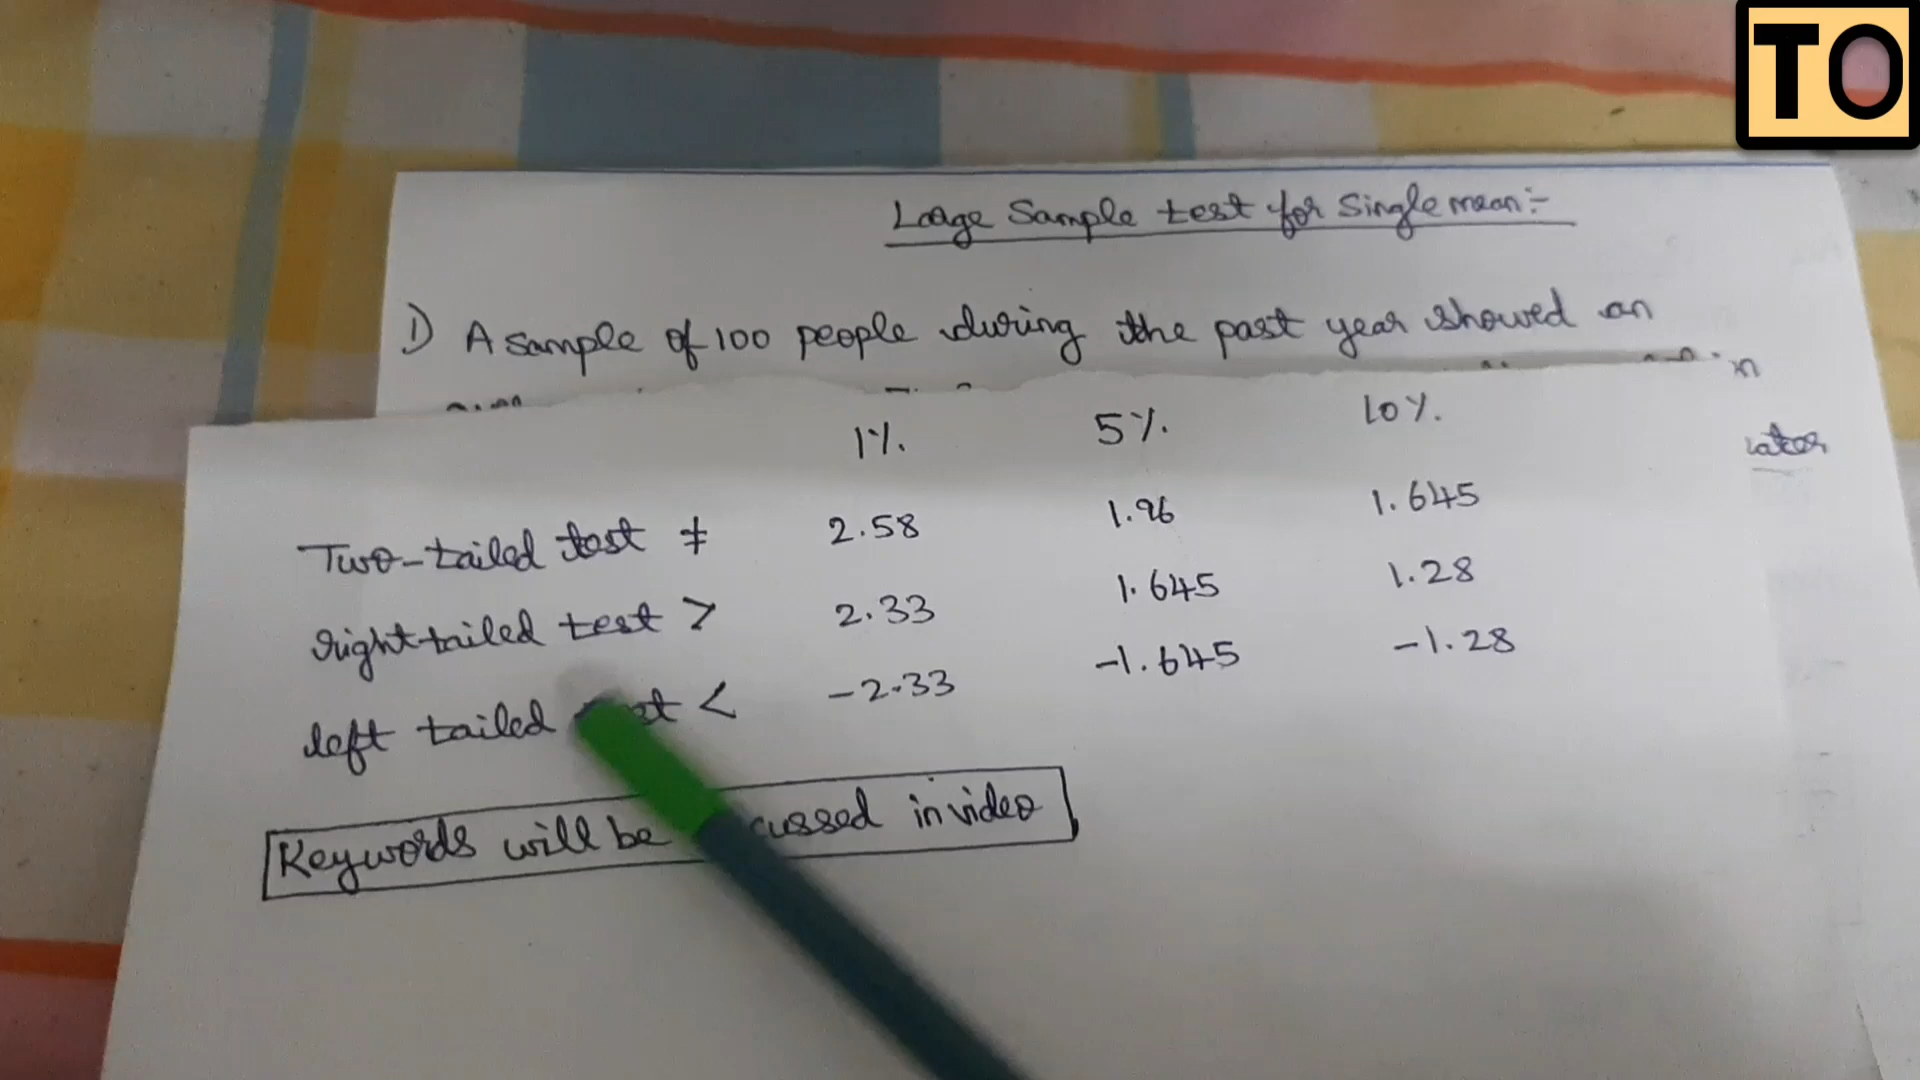 TO
Large Sample test for Single mean:-
1) A sample of 100 people during the past year showed an
in
later
1%. 5%. 10%.
Two-tailed test ≠ 2.58 1.96 1.645
right tailed test > 2.33 1.645 1.28
left tailed < -2.33 -1.645 -1.28
Keywords will be in video